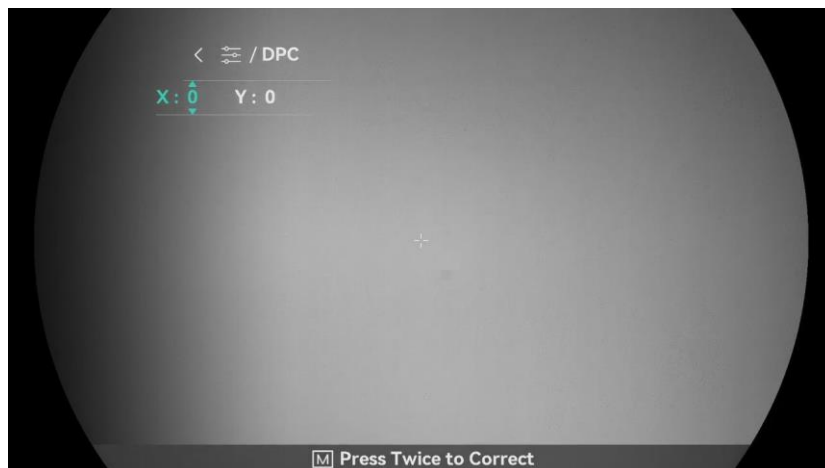 / DPC
X : 0 Y : 0
M Press Twice to Correct